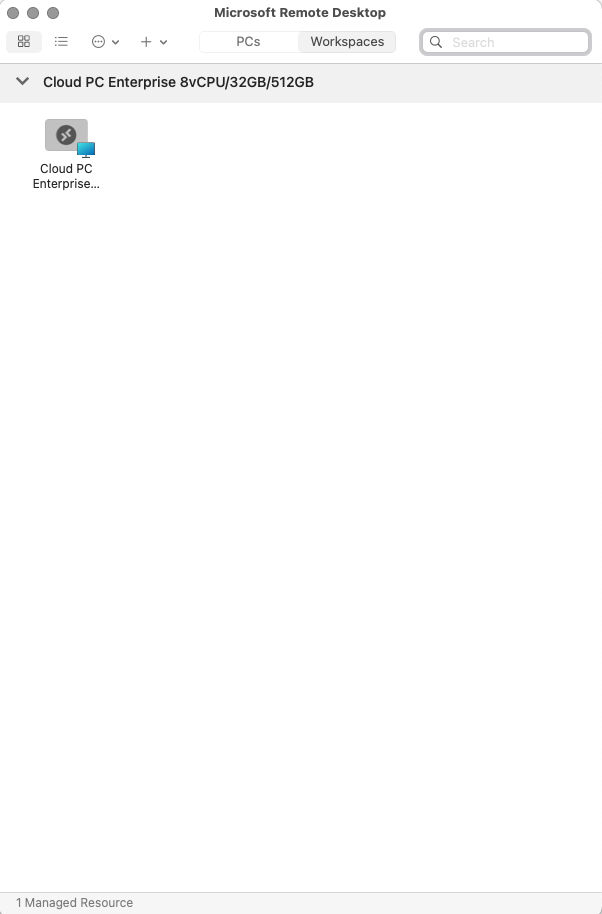 Microsoft Remote Desktop
PCs
Workspaces
Search
Cloud PC Enterprise 8vCPU/32GB/512GB
Cloud PC
Enterprise...
1 Managed Resource